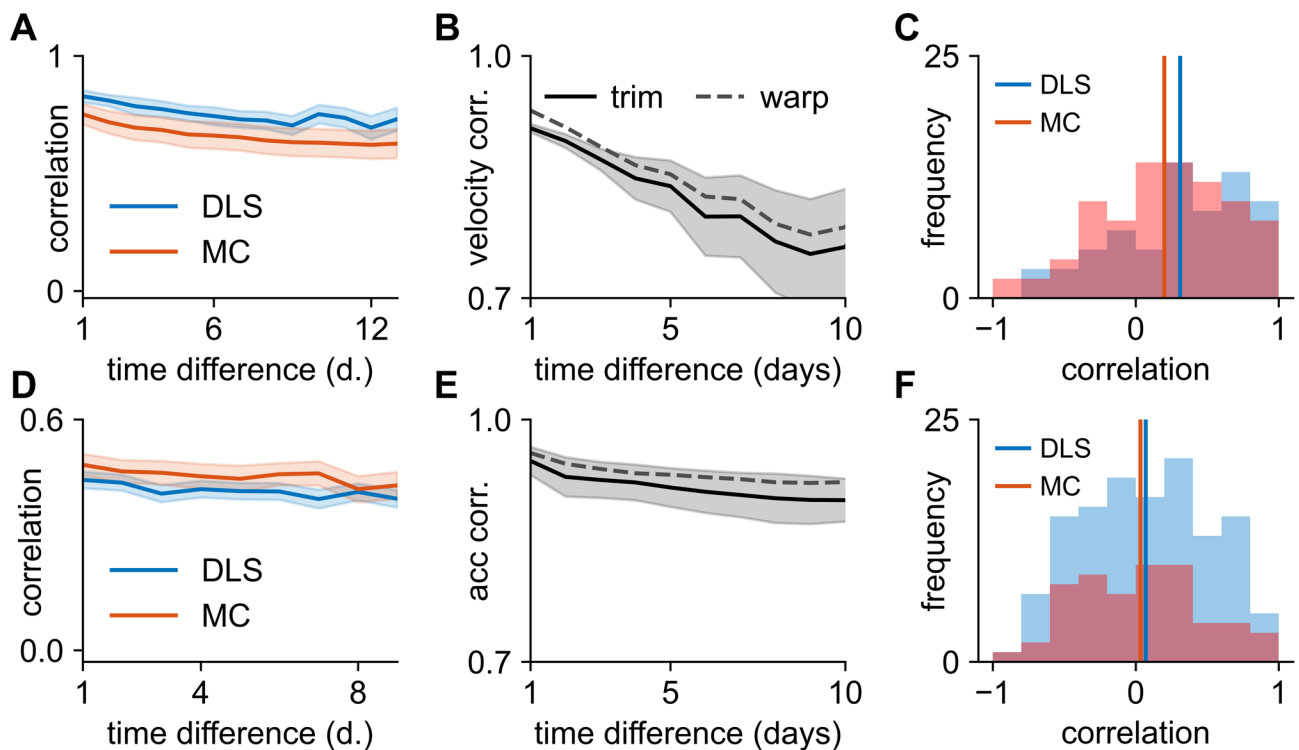 A
correlation
1
0
DLS
MC
1
6
12
time difference (d.)
B
velocity corr.
1.0
0.7
trim
warp
1
5
10
time difference (days)
C
frequency
25
0
DLS
MC
−1
0
1
correlation
D
correlation
0.6
0.0
DLS
MC
1
4
8
time difference (d.)
E
acc corr.
1.0
0.7
1
5
10
time difference (days)
F
frequency
25
0
DLS
MC
−1
0
1
correlation